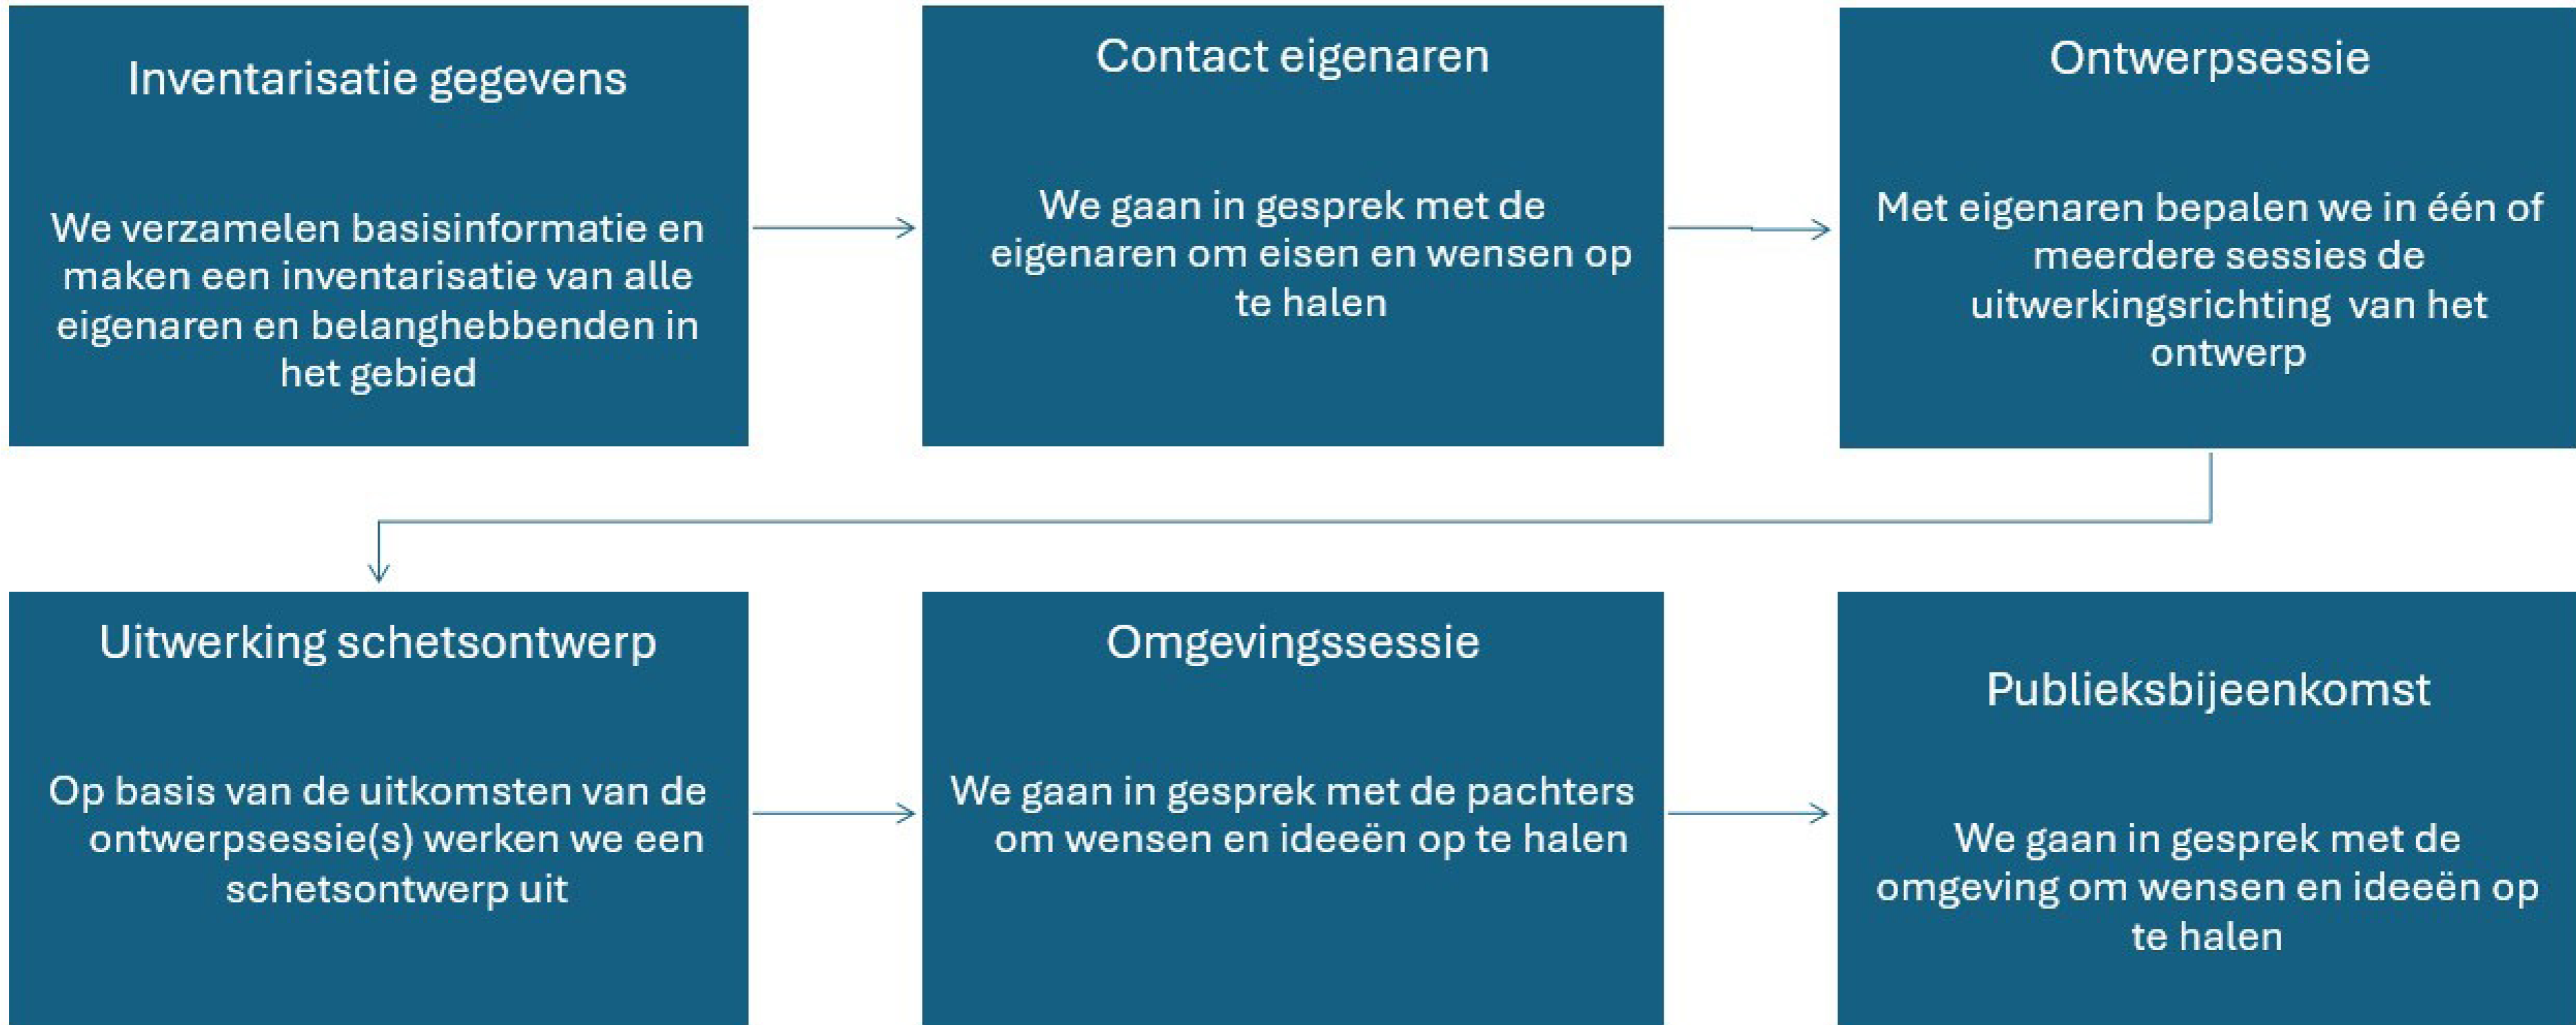 Inventarisatie gegevens
We verzamelen basisinformatie en
maken een inventarisatie van alle
eigenaren en belanghebbenden in
het gebied
Contact eigenaren
We gaan in gesprek met de
eigenaren om eisen en wensen op
te halen
Ontwerpsessie
Met eigenaren bepalen we in één of
meerdere sessies de
uitwerkingsrichting van het
ontwerp
Uitwerking schetsontwerp
Op basis van de uitkomsten van de
ontwerpsessie(s) werken we een
schetsontwerp uit
Omgevingssessie
We gaan in gesprek met de pachters
om wensen en ideeën op te halen
Publieksbijeenkomst
We gaan in gesprek met de
omgeving om wensen en ideeën op
te halen